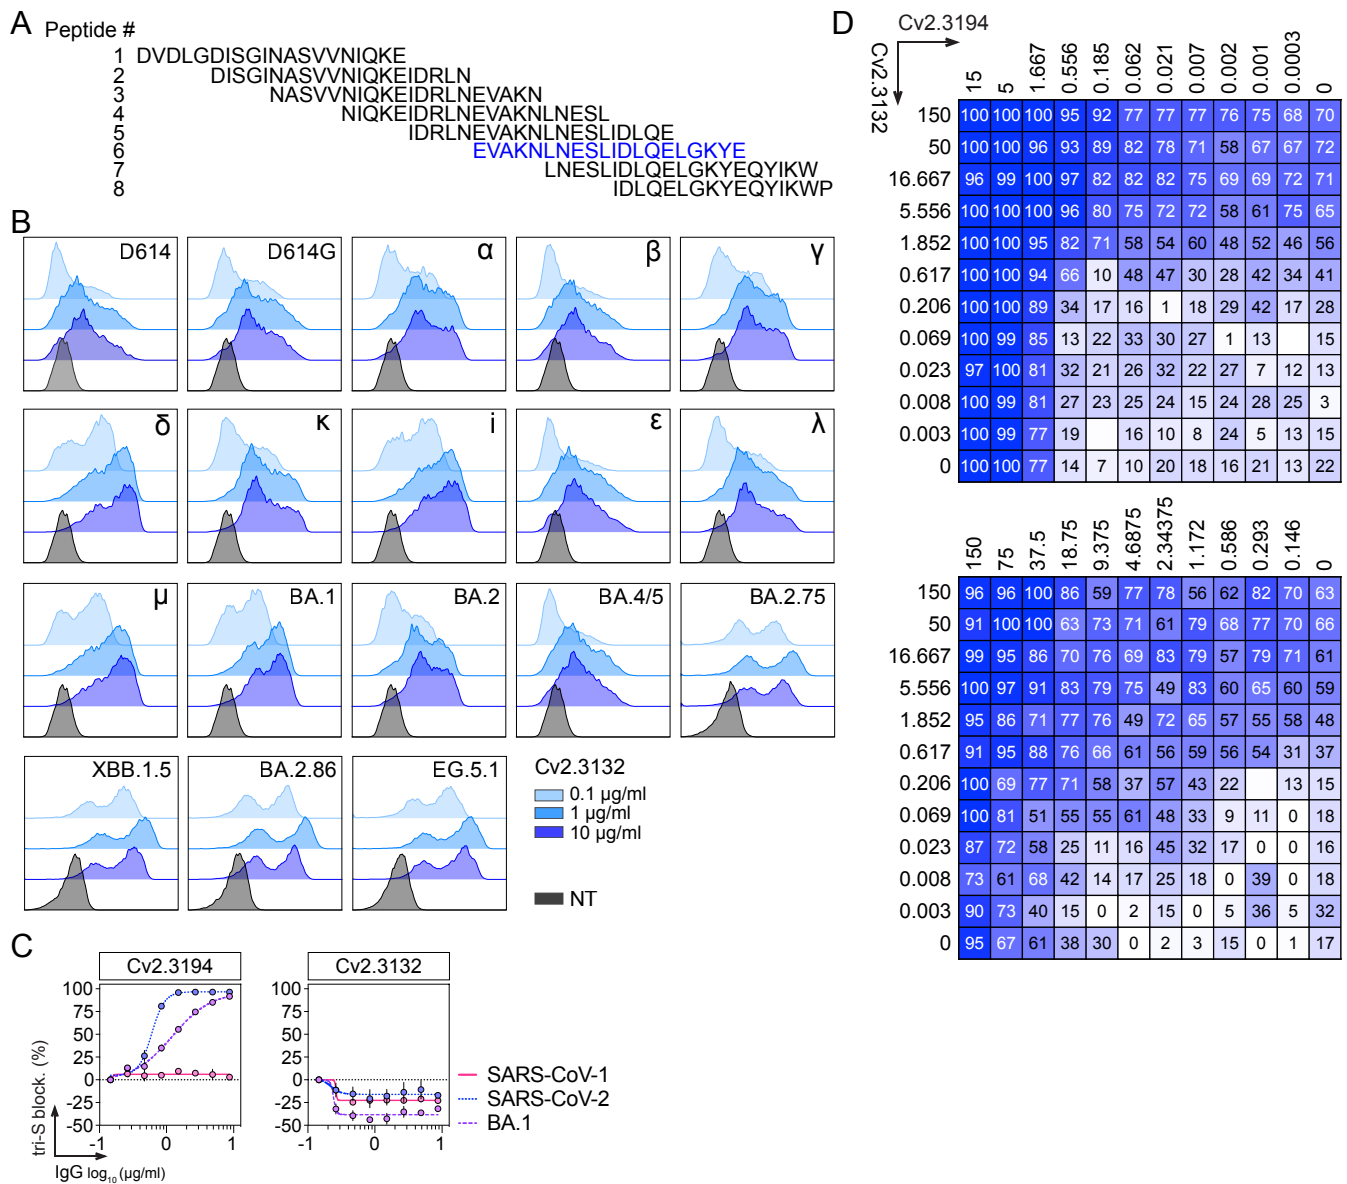 A
Peptide #
1 DVDLGDISGINASVVNIQKE
2 DISGINASVVNIQKEIDRLN
3 NASVVNIQKEIDRLNEVAKN
4 NIQKEIDRLNEVAKNLNESL
5 IDRLNEVAKNLNESLIDLQE
6 EVAKNLNESLIDLQELGKYE
7 LNESLIDLQELGKYEQYIKW
8 IDLQELGKYEQYIKWP
B
D614 D614G α β γ
δ κ i ε λ
μ BA.1 BA.2 BA.4/5 BA.2.75
XBB.1.5 BA.2.86 EG.5.1
Cv2.3132
0.1 µg/ml
1 µg/ml
10 µg/ml
NT
C
Cv2.3194 Cv2.3132
tri-S block. (%)
100 100
75 75
50 50
25 25
0 0
-25 -25
-50 -50
-1 0 1 -1 0 1
IgG log10 (µg/ml)
SARS-CoV-1
SARS-CoV-2
BA.1
D
Cv2.3194
Cv2.3132
15 5 1.667 0.556 0.185 0.062 0.021 0.007 0.002 0.001 0.0003 0
150 100 100 100 95 92 77 77 77 76 75 68 70
50 100 100 96 93 89 82 78 71 58 67 67 72
16.667 96 99 100 97 82 82 82 75 69 69 72 71
5.556 100 100 100 96 80 75 72 72 58 61 75 65
1.852 100 100 95 82 71 58 54 60 48 52 46 56
0.617 100 100 94 66 10 48 47 30 28 42 34 41
0.206 100 100 89 34 17 16 1 18 29 42 17 28
0.069 100 99 85 13 22 33 30 27 1 13 15
0.023 97 100 81 32 21 26 32 22 27 7 12 13
0.008 100 99 81 27 23 25 24 15 24 28 25 3
0.003 100 99 77 19 16 10 8 24 5 13 15
0 100 100 77 14 7 10 20 18 16 21 13 22
150 75 37.5 18.75 9.375 4.6875 2.34375 1.172 0.586 0.293 0.146 0
150 96 96 100 86 59 77 78 56 62 82 70 63
50 91 100 100 63 73 71 61 79 68 77 70 66
16.667 99 95 86 70 76 69 83 79 57 79 71 61
5.556 100 97 91 83 79 75 49 83 60 65 60 59
1.852 95 86 71 77 76 49 72 65 57 55 58 48
0.617 91 95 88 76 66 61 56 59 56 54 31 37
0.206 100 69 77 71 58 37 57 43 22 13 15
0.069 100 81 51 55 55 61 48 33 9 11 0 18
0.023 87 72 58 25 11 16 45 32 17 0 0 16
0.008 73 61 68 42 14 17 25 18 0 39 0 18
0.003 90 73 40 15 0 2 15 0 5 36 5 32
0 95 67 61 38 30 0 2 3 15 0 1 17